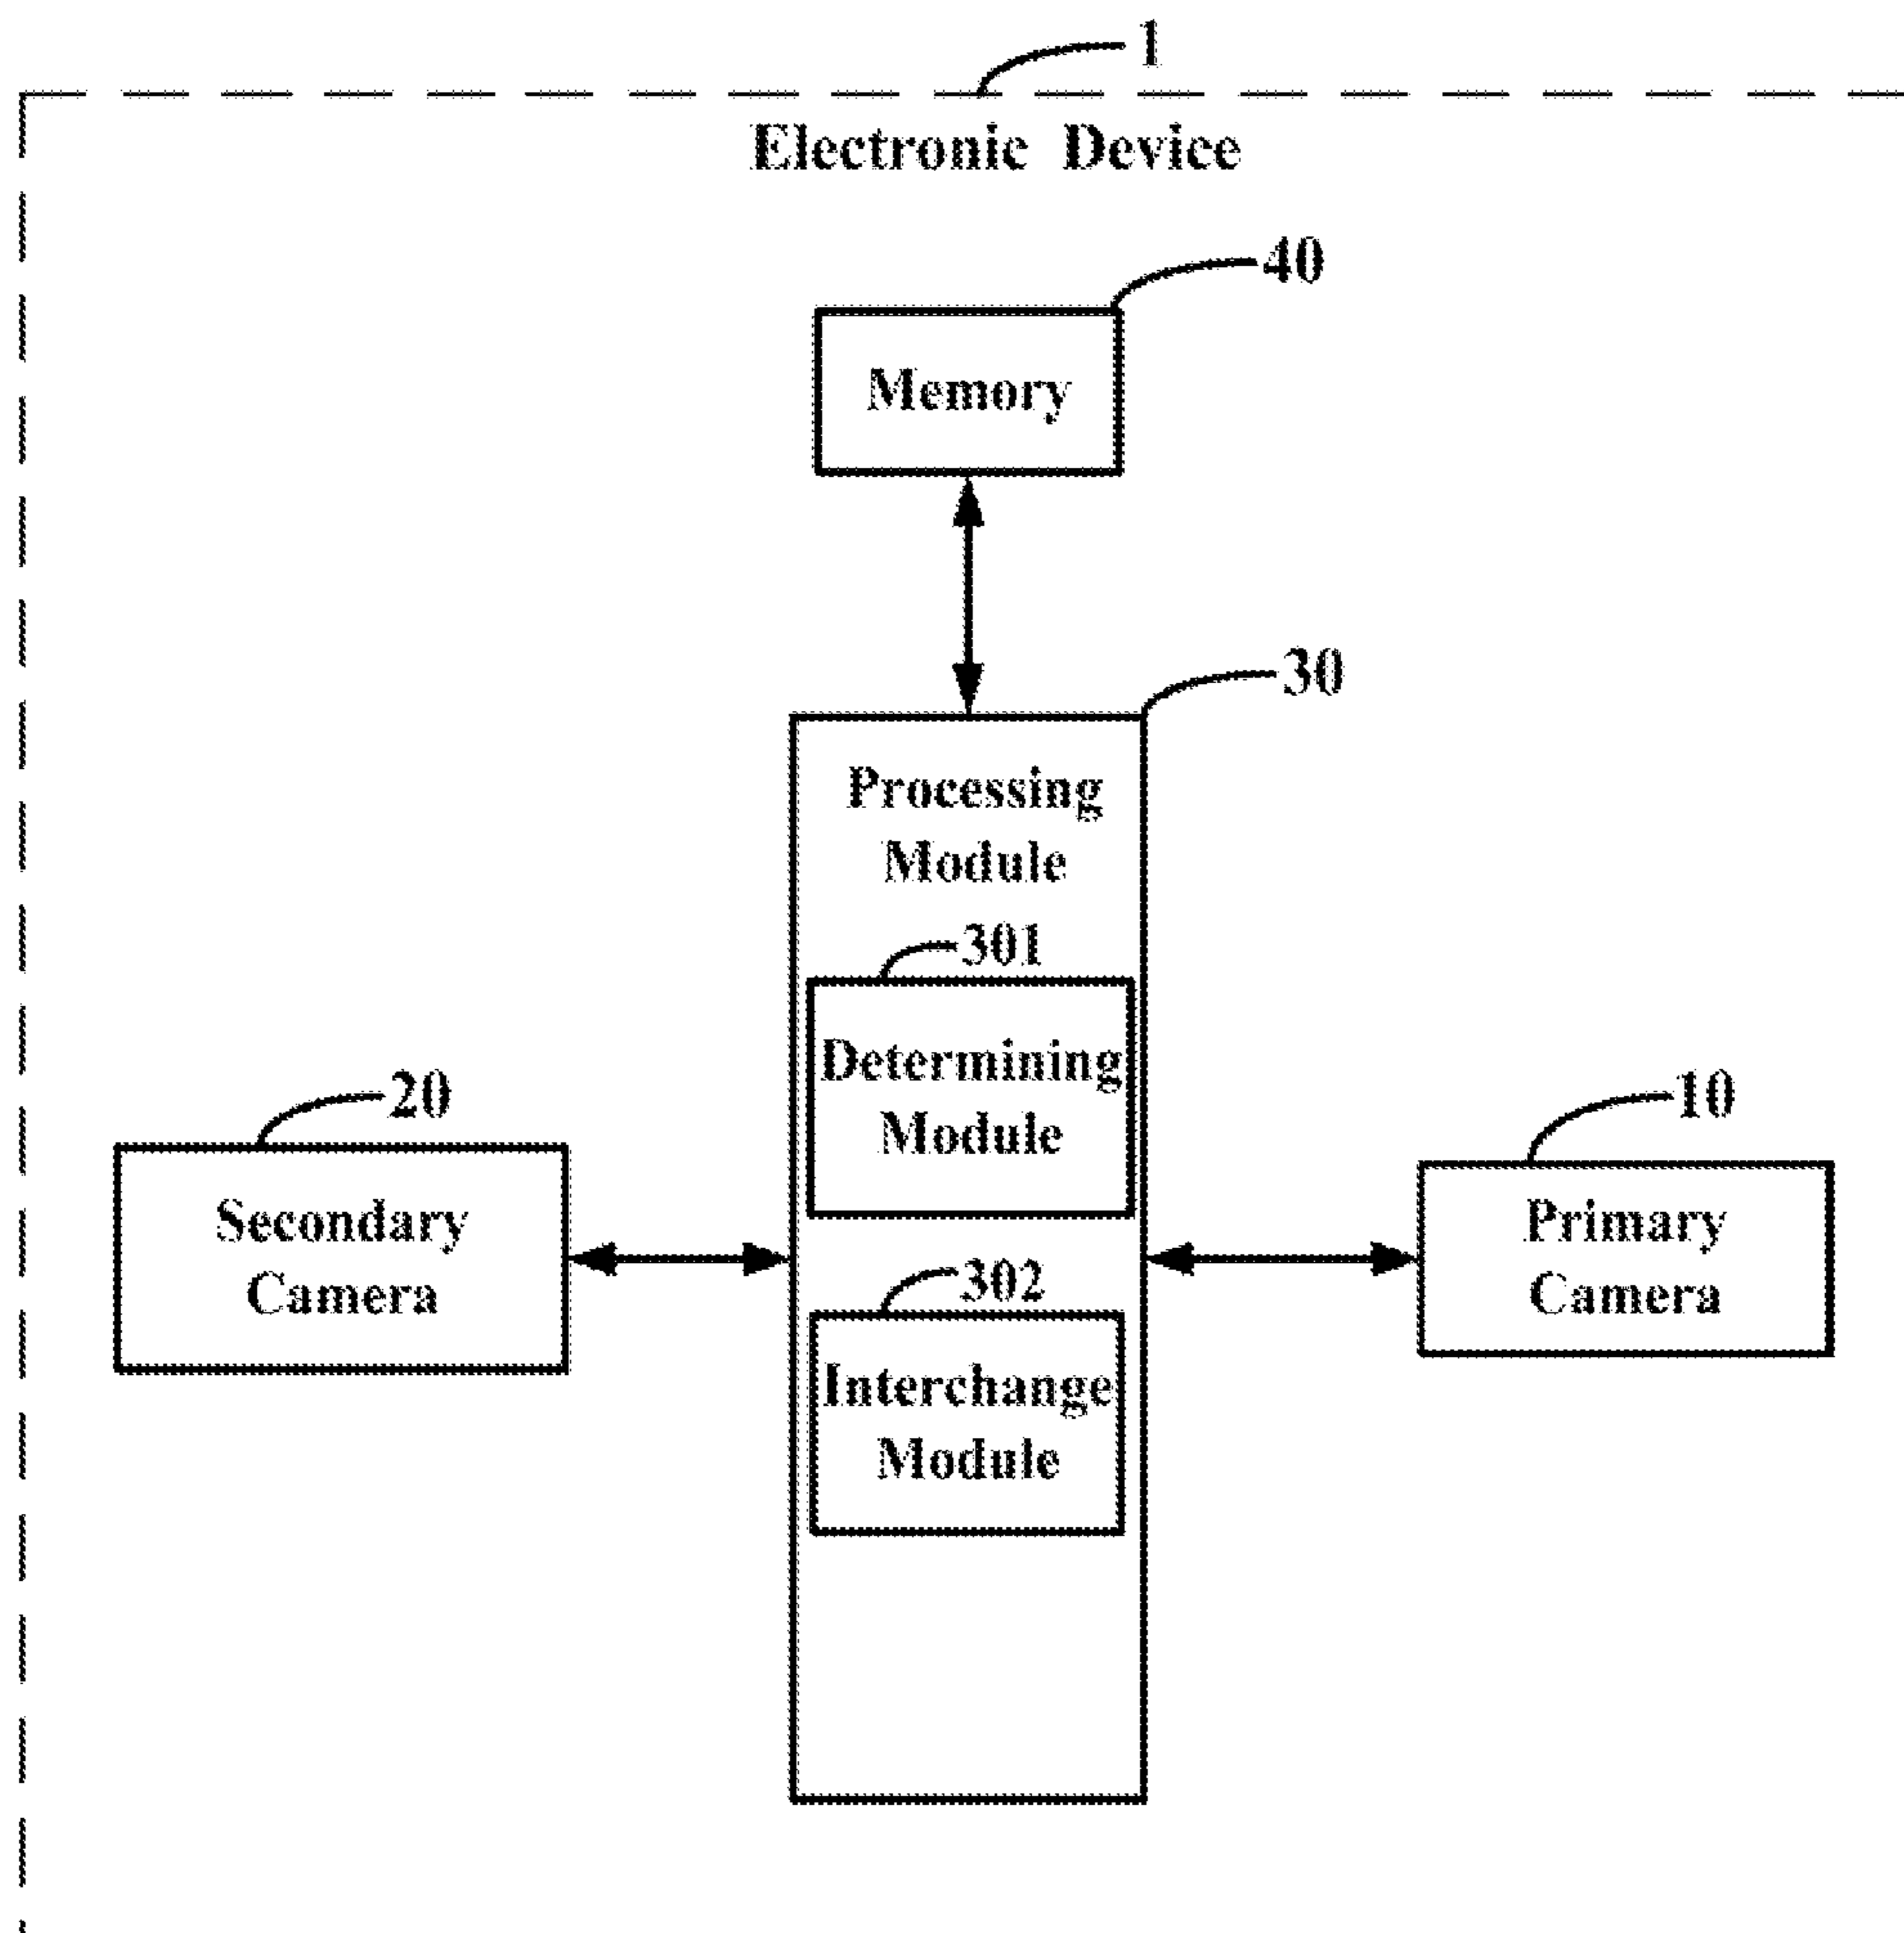 1
Electronic Device
40
Memory
30
Processing
Module
301
Determining
Module
20
Secondary
Camera
10
Primary
Camera
302
Interchange
Module